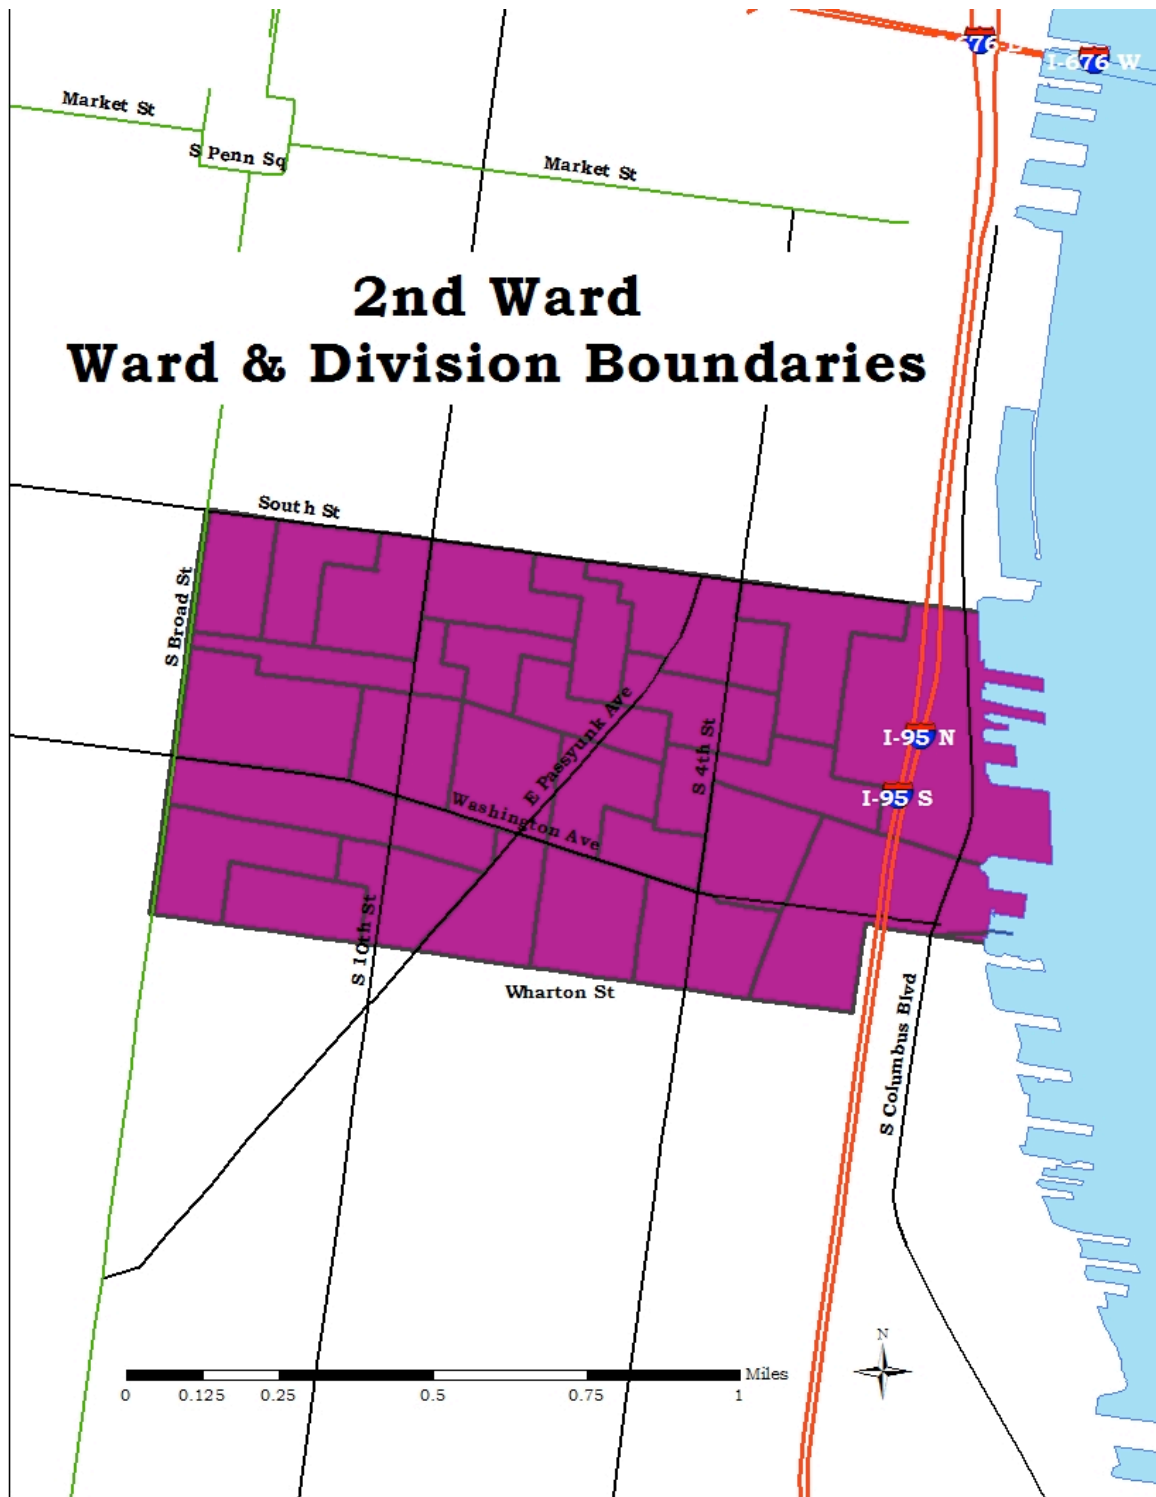 I-676 W
676
Market St
S Penn Sq
Market St
2nd Ward
Ward & Division Boundaries
South St
S Broad St
E Passyunk Ave
S 4th St
I-95 N
I-95 S
Washington Ave
S 10th St
Wharton St
S Columbus Blvd
N
Miles
0 0.125 0.25 0.5 0.75 1